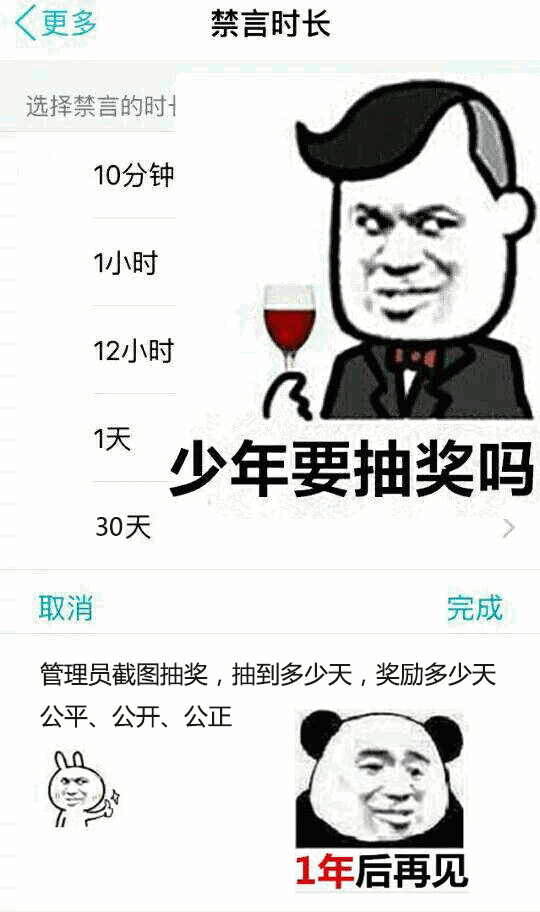 更多
禁言时长
选择禁言的时
10分钟
1小时
12小时
1天
少年要抽奖吗
30天
取消
完成
管理员截图抽奖，抽到多少天，奖励多少天
公平、公开、公正
1年后再见